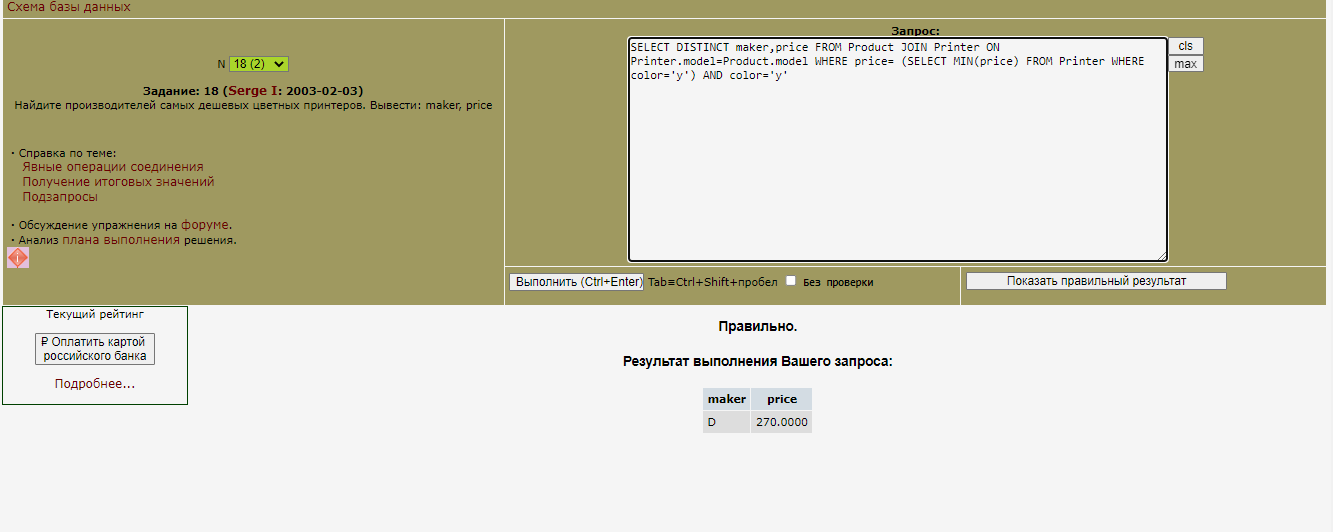 Схема базы данных
N 18 (2)
Задание: 18 (Serge I: 2003-02-03)
Найдите производителей самых дешевых цветных принтеров. Вывести: maker, price
· Справка по теме:
Явные операции соединения
Получение итоговых значений
Подзапросы
· Обсуждение упражнения на форуме.
· Анализ плана выполнения решения.
Запрос:
SELECT DISTINCT maker,price FROM Product JOIN Printer ON
Printer.model=Product.model WHERE price= (SELECT MIN(price) FROM Printer WHERE
color='y') AND color='y'
cls
max
Выполнить (Ctrl+Enter) Tab≡Ctrl+Shift+пробел Без проверки
Показать правильный результат
Текущий рейтинг
₽ Оплатить картой
российского банка
Подробнее...
Правильно.
Результат выполнения Вашего запроса:
maker price
D 270.0000